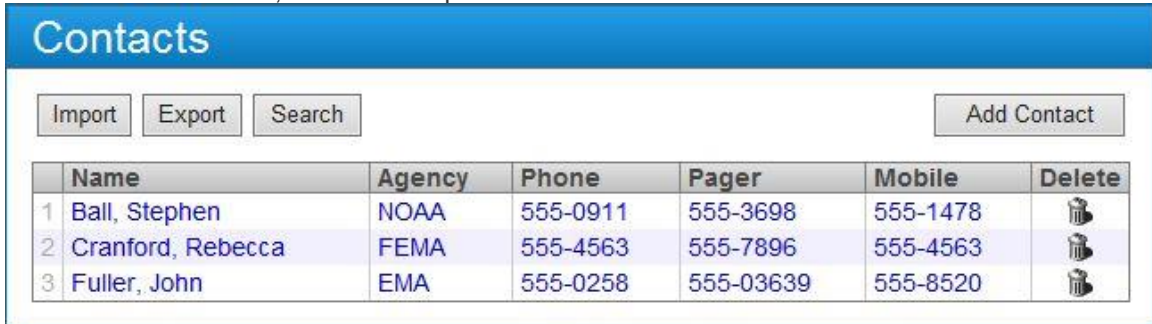 Contacts
Import Export Search Add Contact
Name Agency Phone Pager Mobile Delete
1 Ball, Stephen NOAA 555-0911 555-3698 555-1478
2 Cranford, Rebecca FEMA 555-4563 555-7896 555-4563
3 Fuller, John EMA 555-0258 555-03639 555-8520